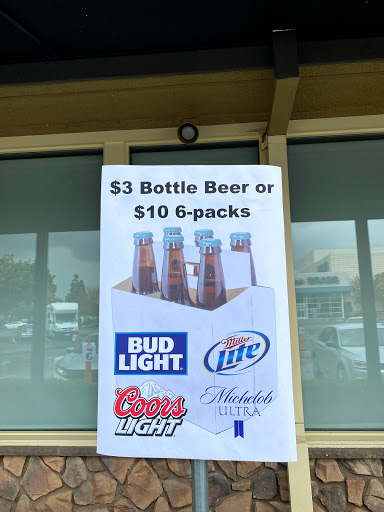 $3 Bottle Beer or
$10 6-packs
BUD
LIGHT
Miller
Lite
Coors
LIGHT
Michelob
ULTRA